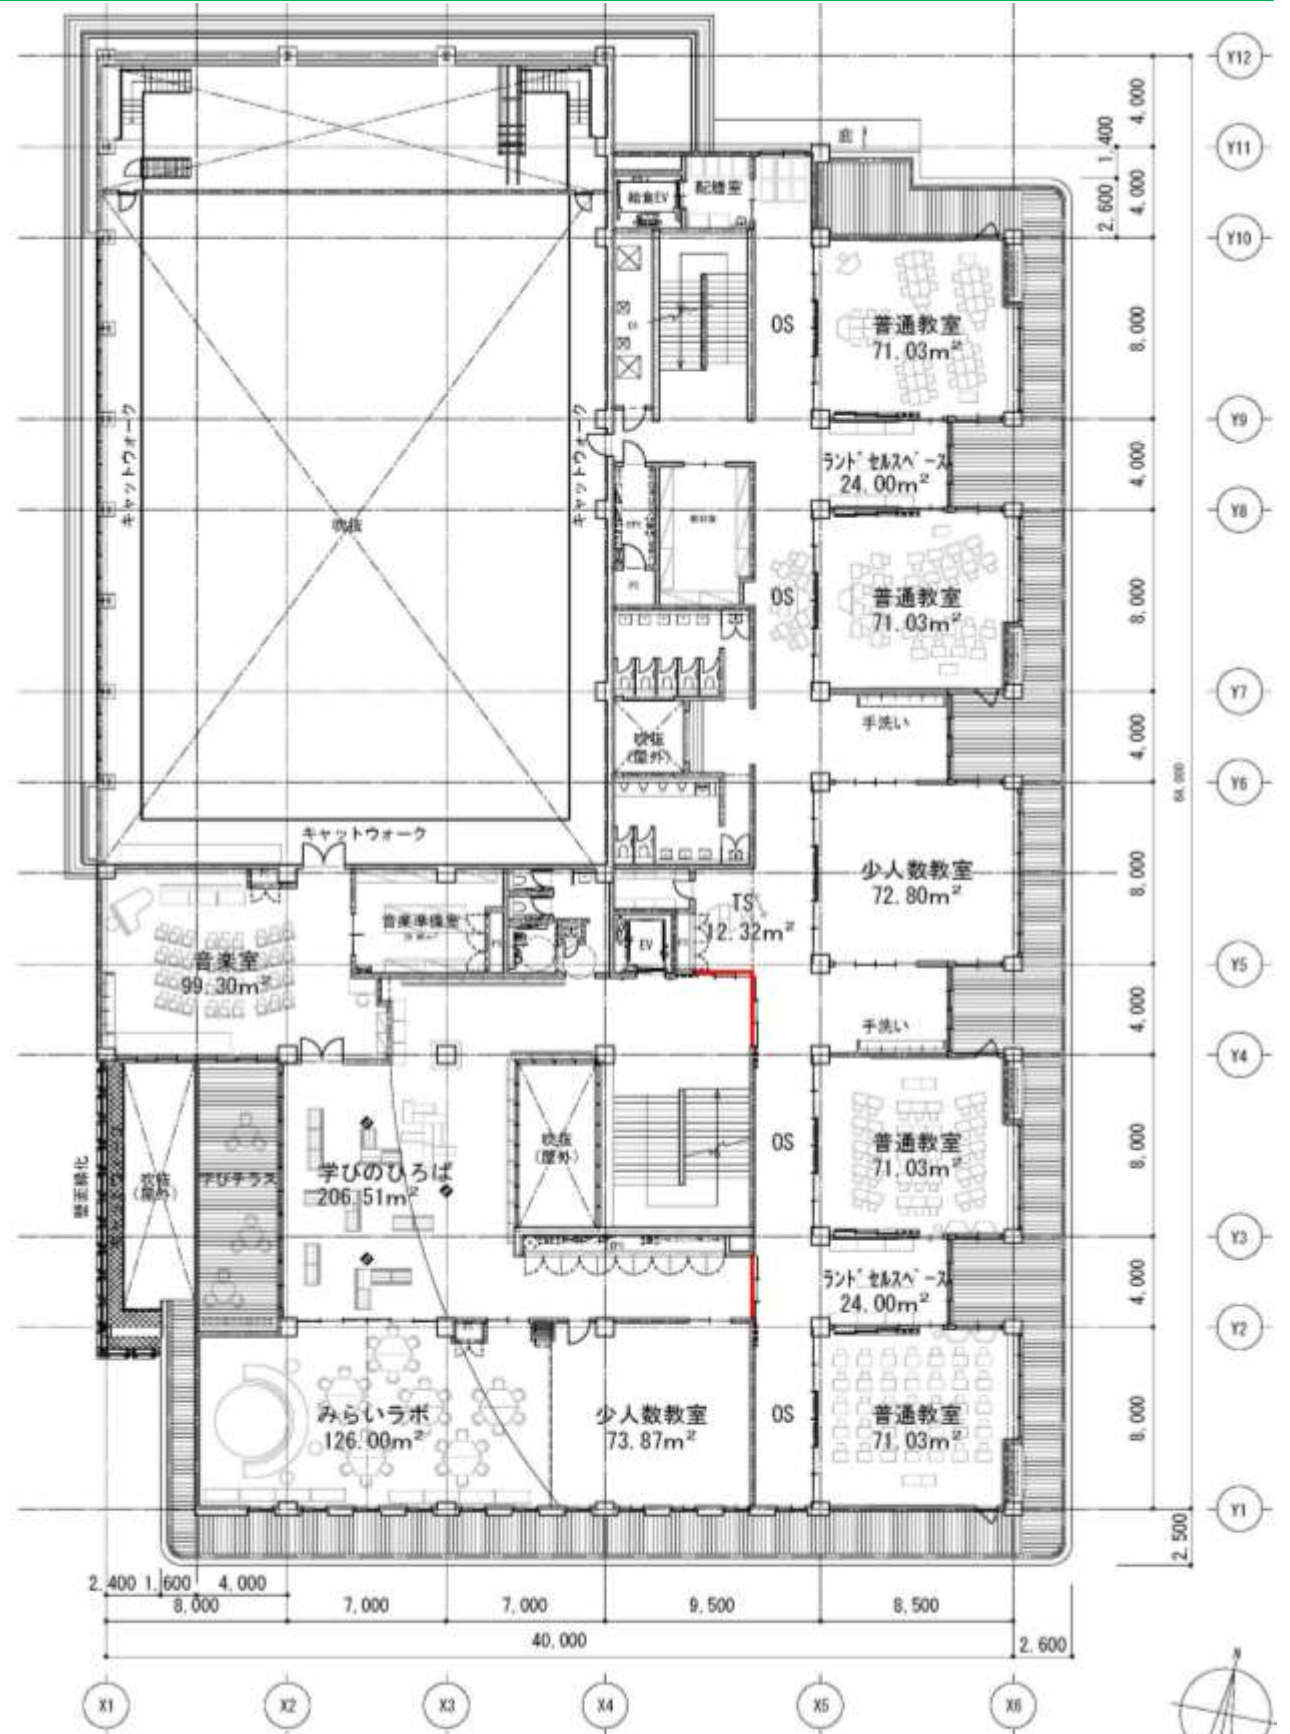 Y12
4,000
Y11
庇
1,400
給食EV
配膳室
2,600
4,000
Y10
OS
普通教室
71.03m²
8,000
Y9
キャットウォーク
キャットウォーク
ランドセルスペース
24.00m²
4,000
Y8
吹抜
PS
OS
普通教室
71.03m²
8,000
Y7
手洗い
吹抜
(屋外)
4,000
Y6
キャットウォーク
少人数教室
72.80m²
8,000
音楽準備室
TS
12.32m²
EV
PS
PS
音楽室
99.30m²
Y5
手洗い
4,000
Y4
学びのひろば
206.51m²
吹抜
(屋外)
OS
普通教室
71.03m²
8,000
壁面緑化
吹抜
(屋外)
学びテラス
Y3
ランドセルスペース
24.00m²
4,000
Y2
みらいラボ
126.00m²
少人数教室
73.87m²
OS
普通教室
71.03m²
8,000
Y1
2,500
2,400 1,600 4,000
8,000 7,000 7,000 9,500 8,500
40,000 2,600
N
X1 X2 X3 X4 X5 X6